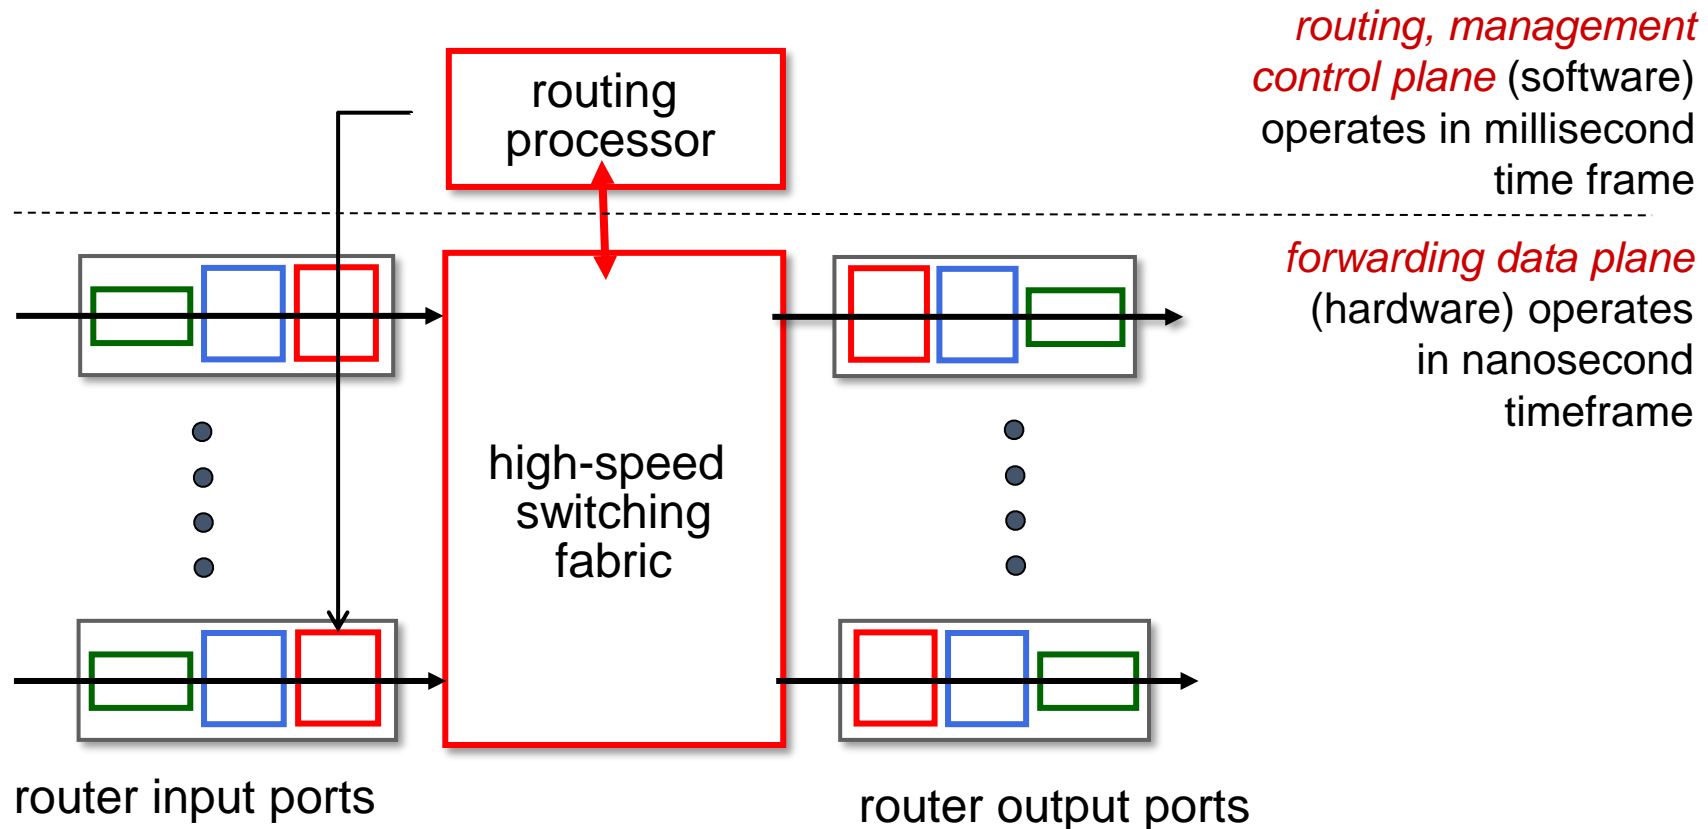 routing, management
control plane (software)
operates in millisecond
time frame
routing
processor
forwarding data plane
(hardware) operates
in nanosecond
timeframe
high-speed
switching
fabric
router input ports
router output ports